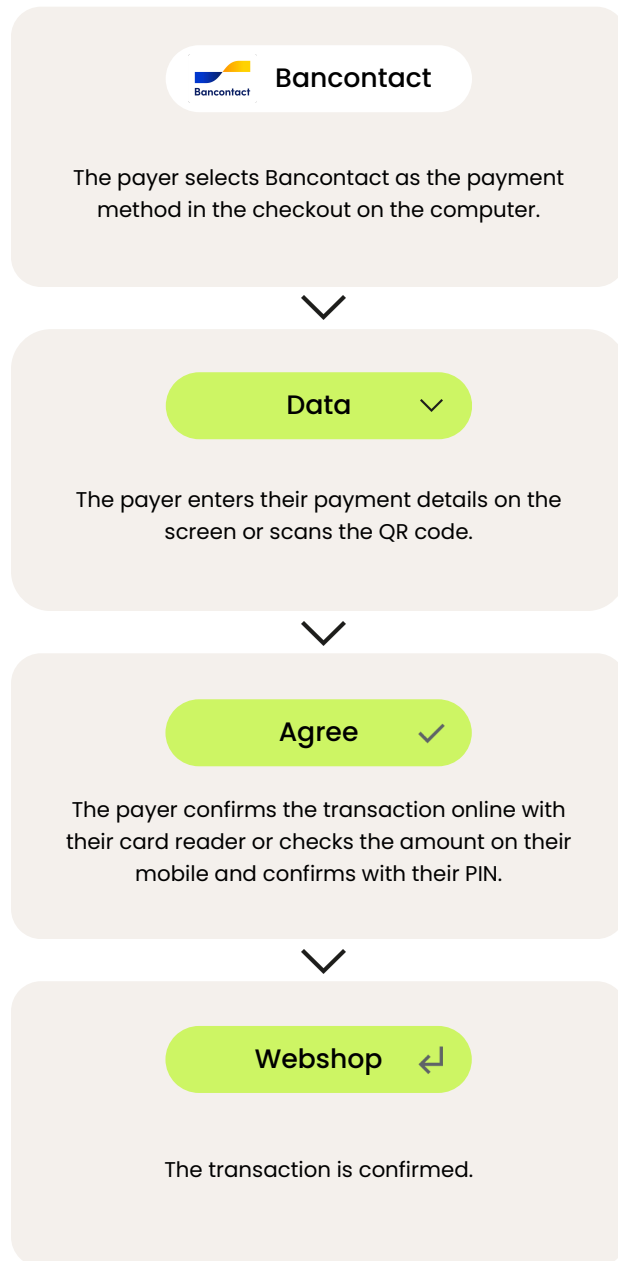 Bancontact
Bancontact
The payer selects Bancontact as the payment
method in the checkout on the computer.
Data
The payer enters their payment details on the
screen or scans the QR code.
Agree
The payer confirms the transaction online with
their card reader or checks the amount on their
mobile and confirms with their PIN.
Webshop
The transaction is confirmed.